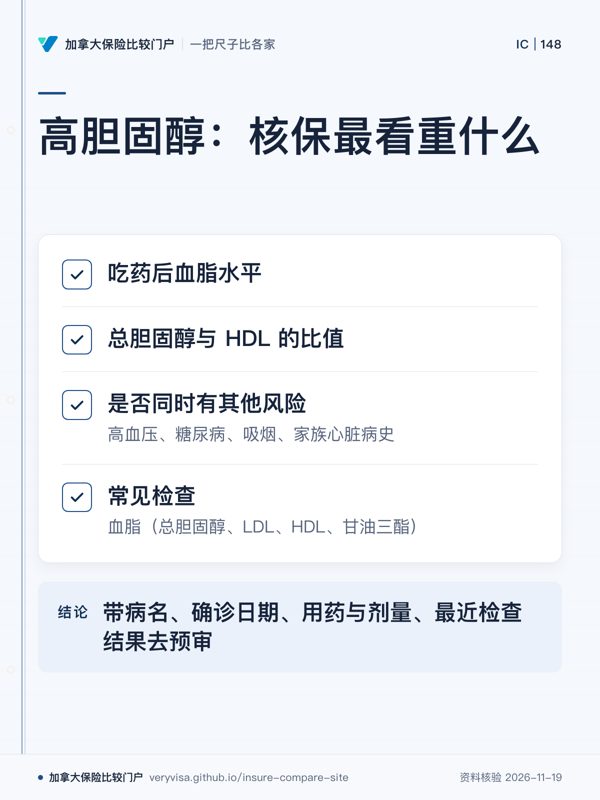 加拿大保险比较门户 | 一把尺子比各家
IC | 148
高胆固醇：核保最看重什么
吃药后血脂水平
总胆固醇与 HDL 的比值
是否同时有其他风险
高血压、糖尿病、吸烟、家族心脏病史
常见检查
血脂（总胆固醇、LDL、HDL、甘油三酯）
结论
带病名、确诊日期、用药与剂量、最近检查
结果去预审
加拿大保险比较门户 veryvisa.github.io/insure-compare-site
资料核验 2026-11-19